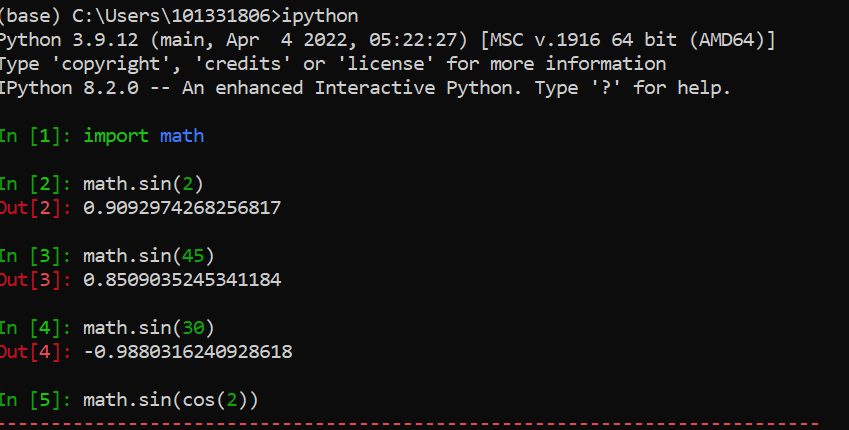 (base) C:\Users\101331806>ipython
Python 3.9.12 (main, Apr  4 2022, 05:22:27) [MSC v.1916 64 bit (AMD64)]
Type 'copyright', 'credits' or 'license' for more information
IPython 8.2.0 -- An enhanced Interactive Python. Type '?' for help.
In [1]: import math
In [2]: math.sin(2)
Out[2]: 0.9092974268256817
In [3]: math.sin(45)
Out[3]: 0.8509035245341184
In [4]: math.sin(30)
Out[4]: -0.9880316240928618
In [5]: math.sin(cos(2))
---------------------------------------------------------------------------